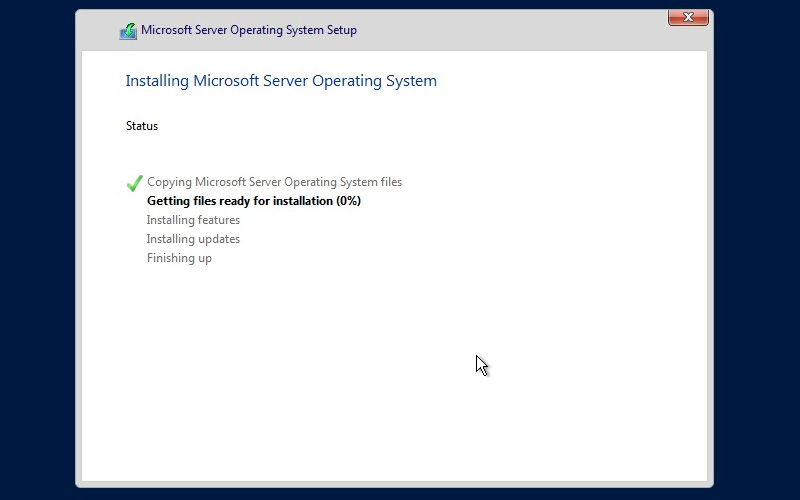 Microsoft Server Operating System Setup
Installing Microsoft Server Operating System
Status
Copying Microsoft Server Operating System files
Getting files ready for installation (0%)
Installing features
Installing updates
Finishing up